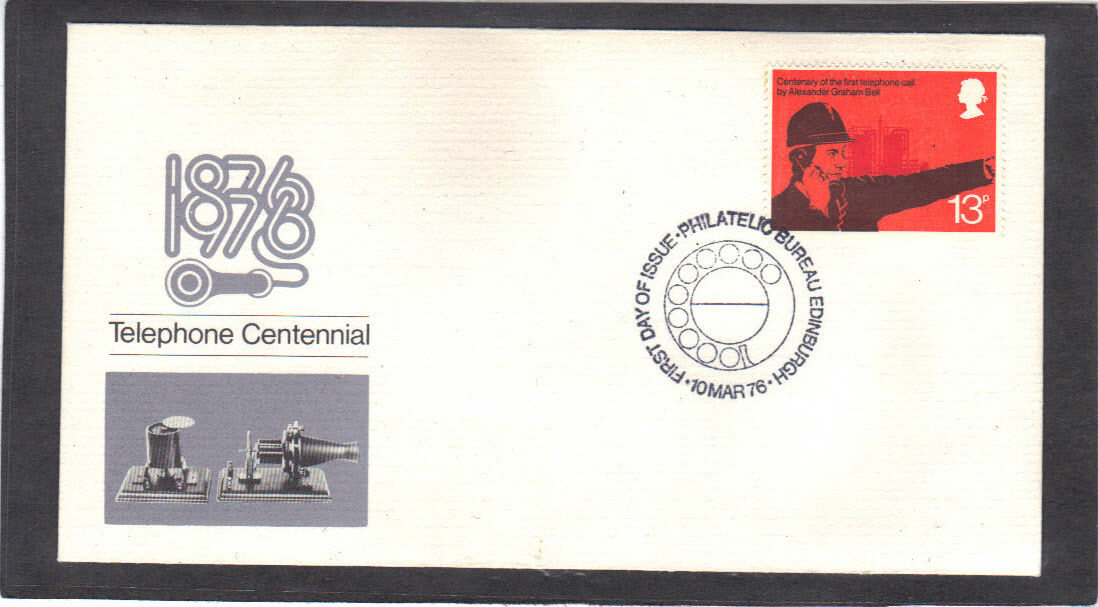 1876
1976
Telephone Centennial
Centenary of the first telephone call
by Alexander Graham Bell
13P
FIRST DAY OF ISSUE · PHILATELIC BUREAU EDINBURGH ·
10 MAR 76